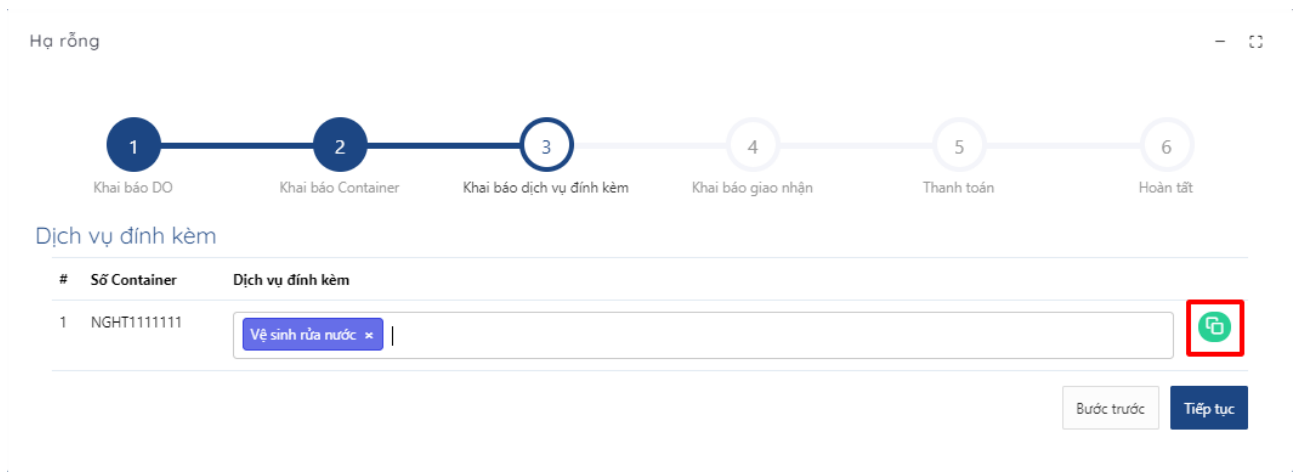 Hạ rỗng
1 2 3 4 5 6
Khai báo DO Khai báo Container Khai báo dịch vụ đính kèm Khai báo giao nhận Thanh toán Hoàn tất
Dịch vụ đính kèm
# Số Container Dịch vụ đính kèm
1 NGHT1111111 Vệ sinh rửa nước ×
Bước trước Tiếp tục